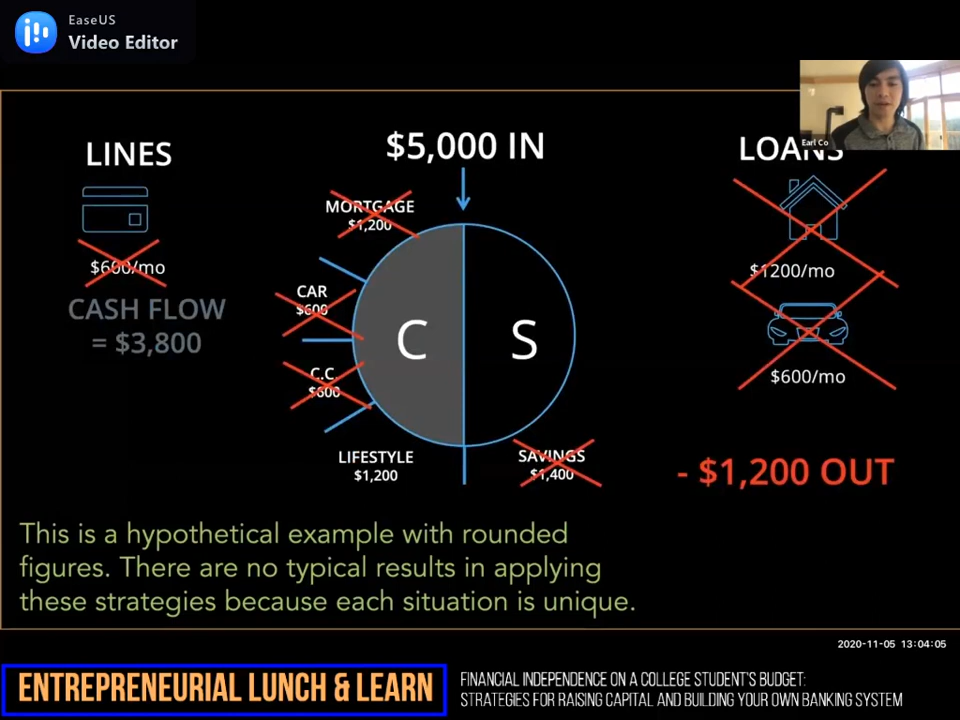 EaseUS
Video Editor
Earl Co
LINES
$5,000 IN
LOANS
MORTGAGE
$1,200
$600/mo
$1200/mo
CASH FLOW
= $3,800
CAR
$600
C
S
C.C.
$600
$600/mo
LIFESTYLE
$1,200
SAVINGS
$1,400
- $1,200 OUT
This is a hypothetical example with rounded
figures. There are no typical results in applying
these strategies because each situation is unique.
2020-11-05 13:04:05
ENTREPRENEURIAL LUNCH & LEARN
FINANCIAL INDEPENDENCE ON A COLLEGE STUDENT'S BUDGET:
STRATEGIES FOR RAISING CAPITAL AND BUILDING YOUR OWN BANKING SYSTEM